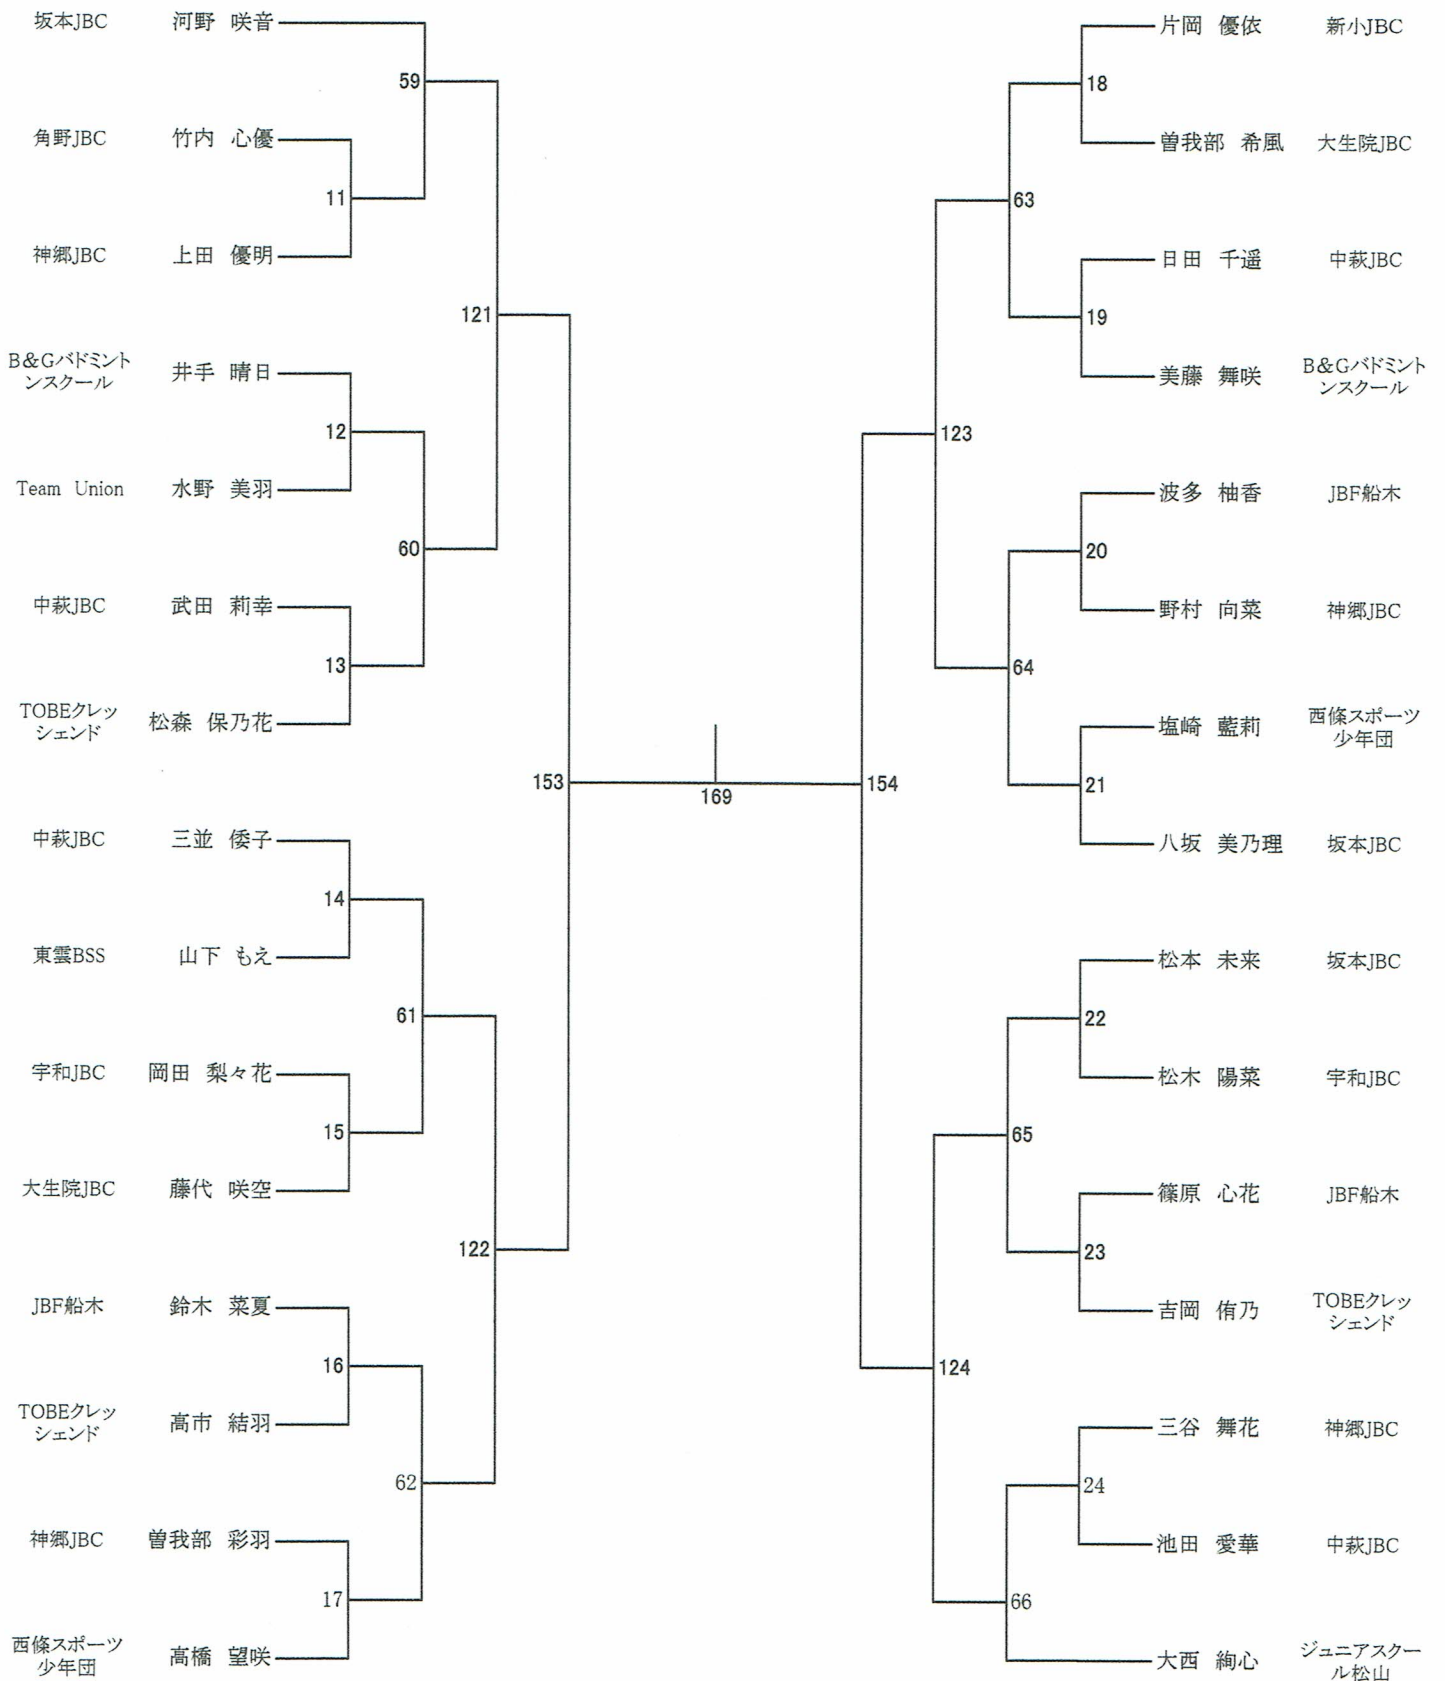 坂本JBC 河野 咲音
59
角野JBC 竹内 心優
11
神郷JBC 上田 優明
121
B&Gバドミント
ンスクール
井手 晴日
12
Team Union 水野 美羽
60
中萩JBC 武田 莉幸
13
TOBEクレッ
シェンド
松森 保乃花
153
169
中萩JBC 三並 倭子
14
東雲BSS 山下 もえ
61
宇和JBC 岡田 梨々花
15
大生院JBC 藤代 咲空
122
JBF船木 鈴木 菜夏
16
TOBEクレッ
シェンド
高市 結羽
62
神郷JBC 曽我部 彩羽
17
西條スポーツ
少年団
高橋 望咲
片岡 優依 新小JBC
18
曽我部 希風 大生院JBC
63
日田 千遥 中萩JBC
19
美藤 舞咲
B&Gバドミント
ンスクール
123
波多 柚香 JBF船木
20
野村 向菜 神郷JBC
64
塩崎 藍莉
西條スポーツ
少年団
21
八坂 美乃理 坂本JBC
154
松本 未来 坂本JBC
22
松木 陽菜 宇和JBC
65
篠原 心花 JBF船木
23
吉岡 侑乃
TOBEクレッ
シェンド
124
三谷 舞花 神郷JBC
24
池田 愛華 中萩JBC
66
大西 絢心
ジュニアスクー
ル松山